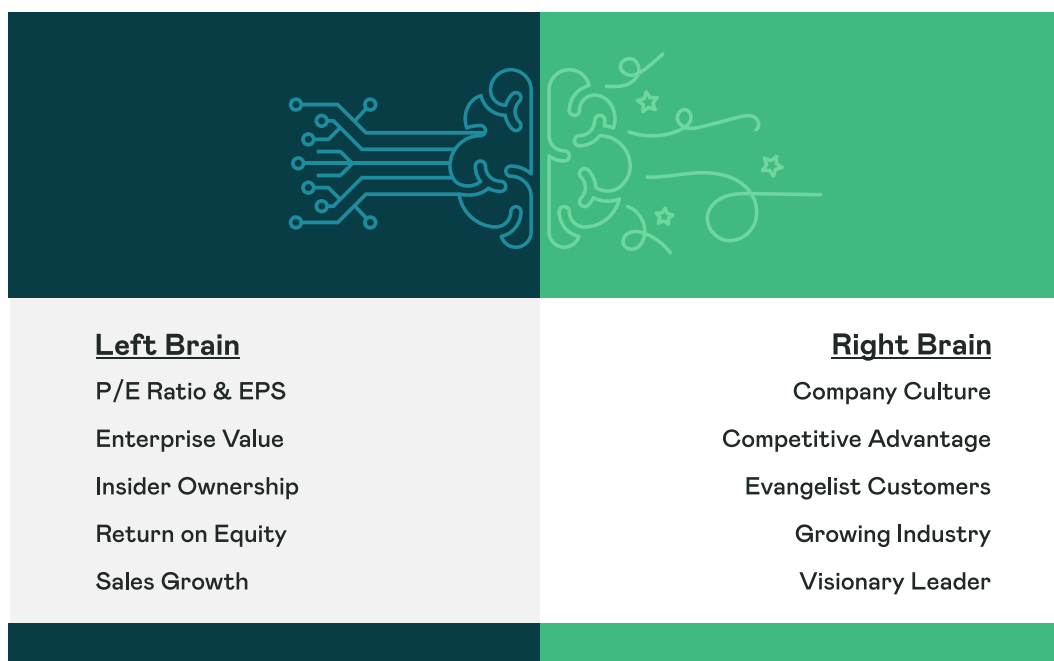 Left Brain
P/E Ratio & EPS
Enterprise Value
Insider Ownership
Return on Equity
Sales Growth
Right Brain
Company Culture
Competitive Advantage
Evangelist Customers
Growing Industry
Visionary Leader